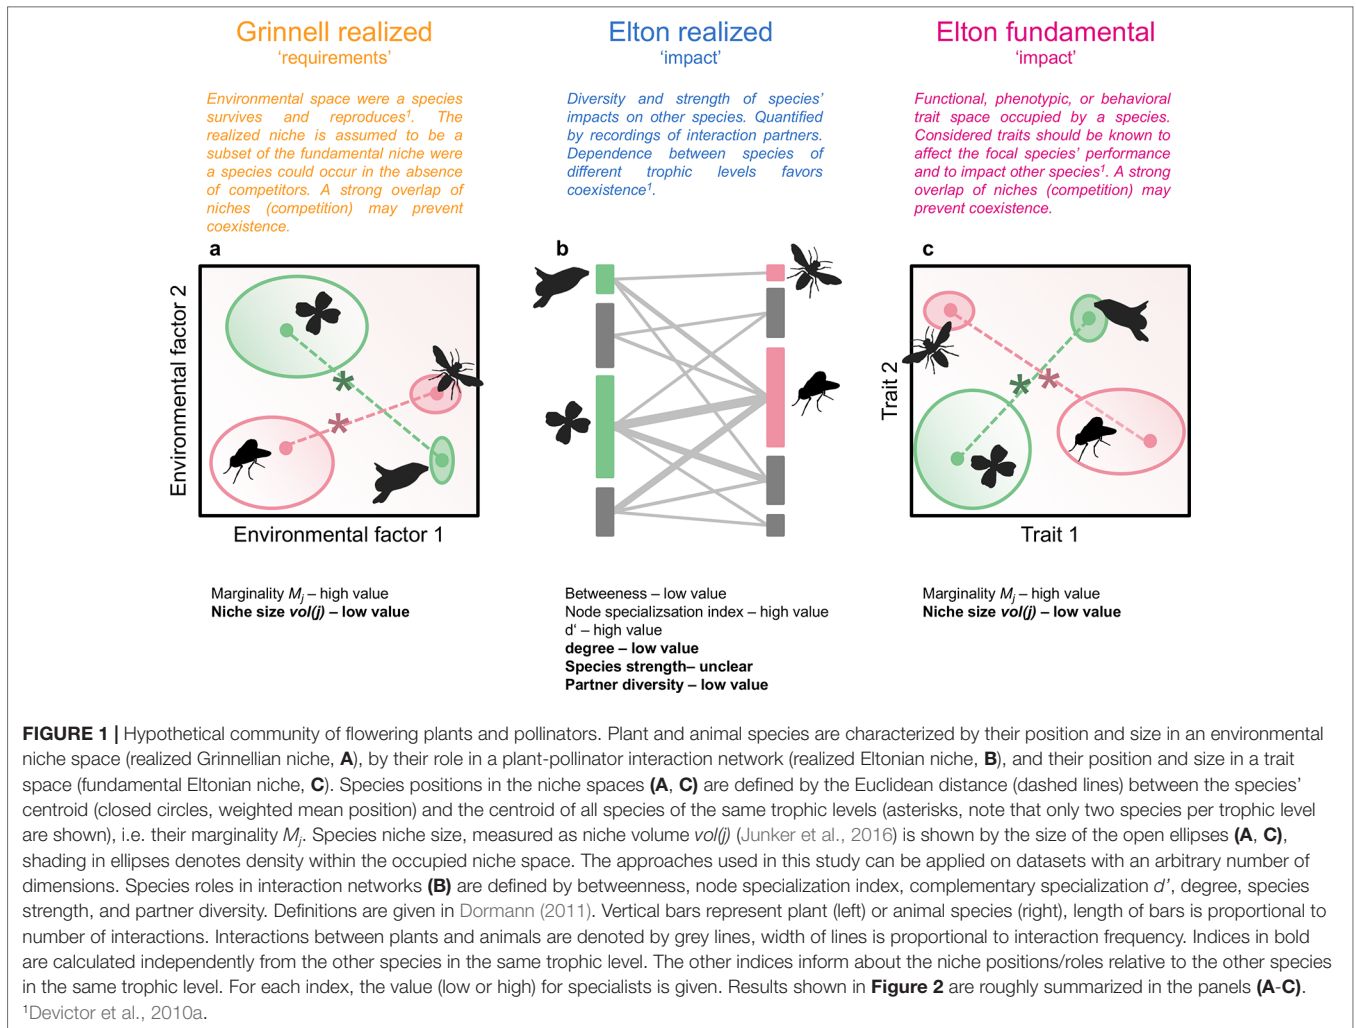 Grinnell realized
'requirements'
Environmental space were a species
survives and reproduces¹. The
realized niche is assumed to be a
subset of the fundamental niche were
a species could occur in the absence
of competitors. A strong overlap of
niches (competition) may prevent
coexistence.
Elton realized
'impact'
Diversity and strength of species'
impacts on other species. Quantified
by recordings of interaction partners.
Dependence between species of
different trophic levels favors
coexistence¹.
Elton fundamental
'impact'
Functional, phenotypic, or behavioral
trait space occupied by a species.
Considered traits should be known to
affect the focal species' performance
and to impact other species¹. A strong
overlap of niches (competition) may
prevent coexistence.
a
Environmental factor 2
*
*
Environmental factor 1
b
c
Trait 2
*
*
Trait 1
Marginality Mj – high value
Niche size vol(j) – low value
Betweeness – low value
Node specializsation index – high value
d' – high value
degree – low value
Species strength– unclear
Partner diversity – low value
Marginality Mj – high value
Niche size vol(j) – low value
FIGURE 1 | Hypothetical community of flowering plants and pollinators. Plant and animal species are characterized by their position and size in an environmental
niche space (realized Grinnellian niche, A), by their role in a plant-pollinator interaction network (realized Eltonian niche, B), and their position and size in a trait
space (fundamental Eltonian niche, C). Species positions in the niche spaces (A, C) are defined by the Euclidean distance (dashed lines) between the species'
centroid (closed circles, weighted mean position) and the centroid of all species of the same trophic levels (asterisks, note that only two species per trophic level
are shown), i.e. their marginality Mj. Species niche size, measured as niche volume vol(j) (Junker et al., 2016) is shown by the size of the open ellipses (A, C),
shading in ellipses denotes density within the occupied niche space. The approaches used in this study can be applied on datasets with an arbitrary number of
dimensions. Species roles in interaction networks (B) are defined by betweenness, node specialization index, complementary specialization d', degree, species
strength, and partner diversity. Definitions are given in Dormann (2011). Vertical bars represent plant (left) or animal species (right), length of bars is proportional to
number of interactions. Interactions between plants and animals are denoted by grey lines, width of lines is proportional to interaction frequency. Indices in bold
are calculated independently from the other species in the same trophic level. The other indices inform about the niche positions/roles relative to the other species
in the same trophic level. For each index, the value (low or high) for specialists is given. Results shown in Figure 2 are roughly summarized in the panels (A-C).
¹Devictor et al., 2010a.